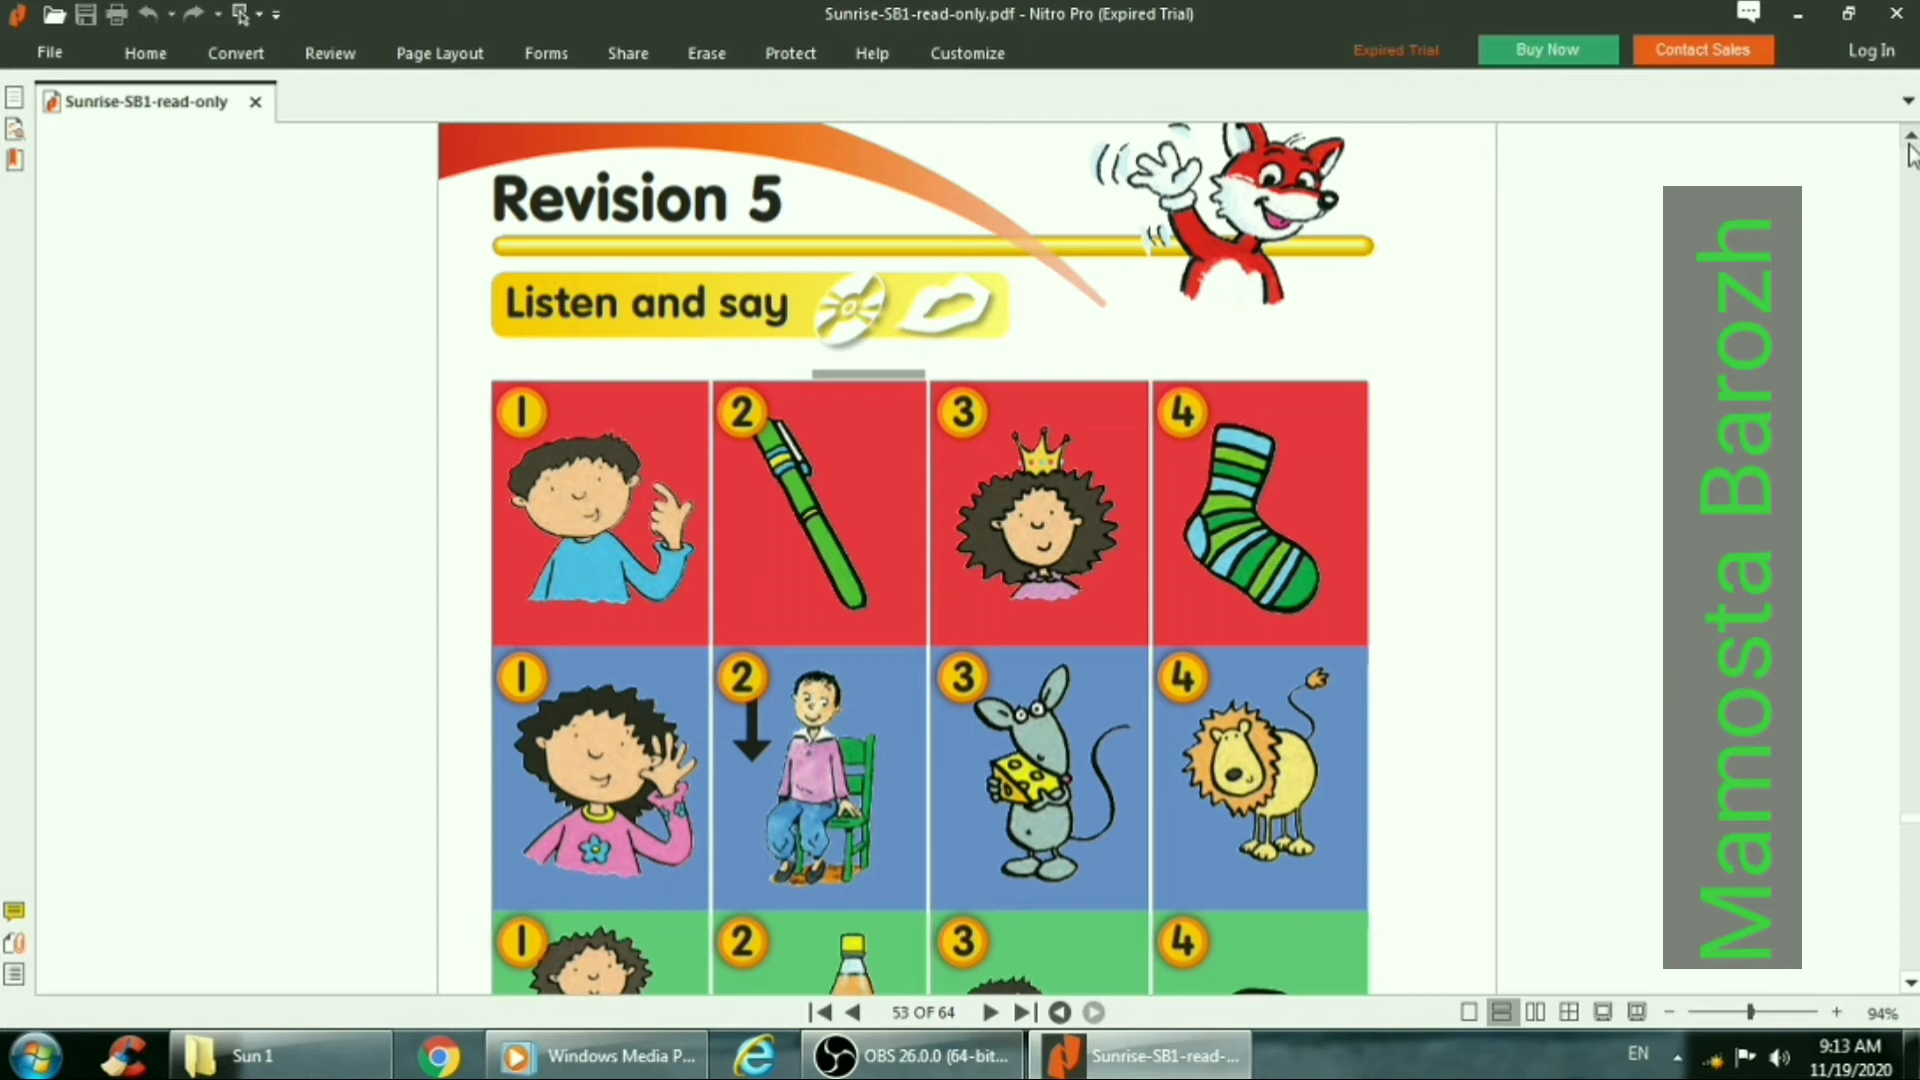 Sunrise-SB1-read-only.pdf - Nitro Pro (Expired Trial)
File Home Convert Review Page Layout Forms Share Erase Protect Help Customize Expired Trial Buy Now Contact Sales Log In
Sunrise-SB1-read-only
Revision 5
Listen and say
1 2 3 4
1 2 3 4
1 2 3 4
Mamosta Barozh
53 OF 64
94%
Sun 1
Windows Media P...
OBS 26.0.0 (64-bit...
Sunrise-SB1-read-...
EN
9:13 AM
11/19/2020